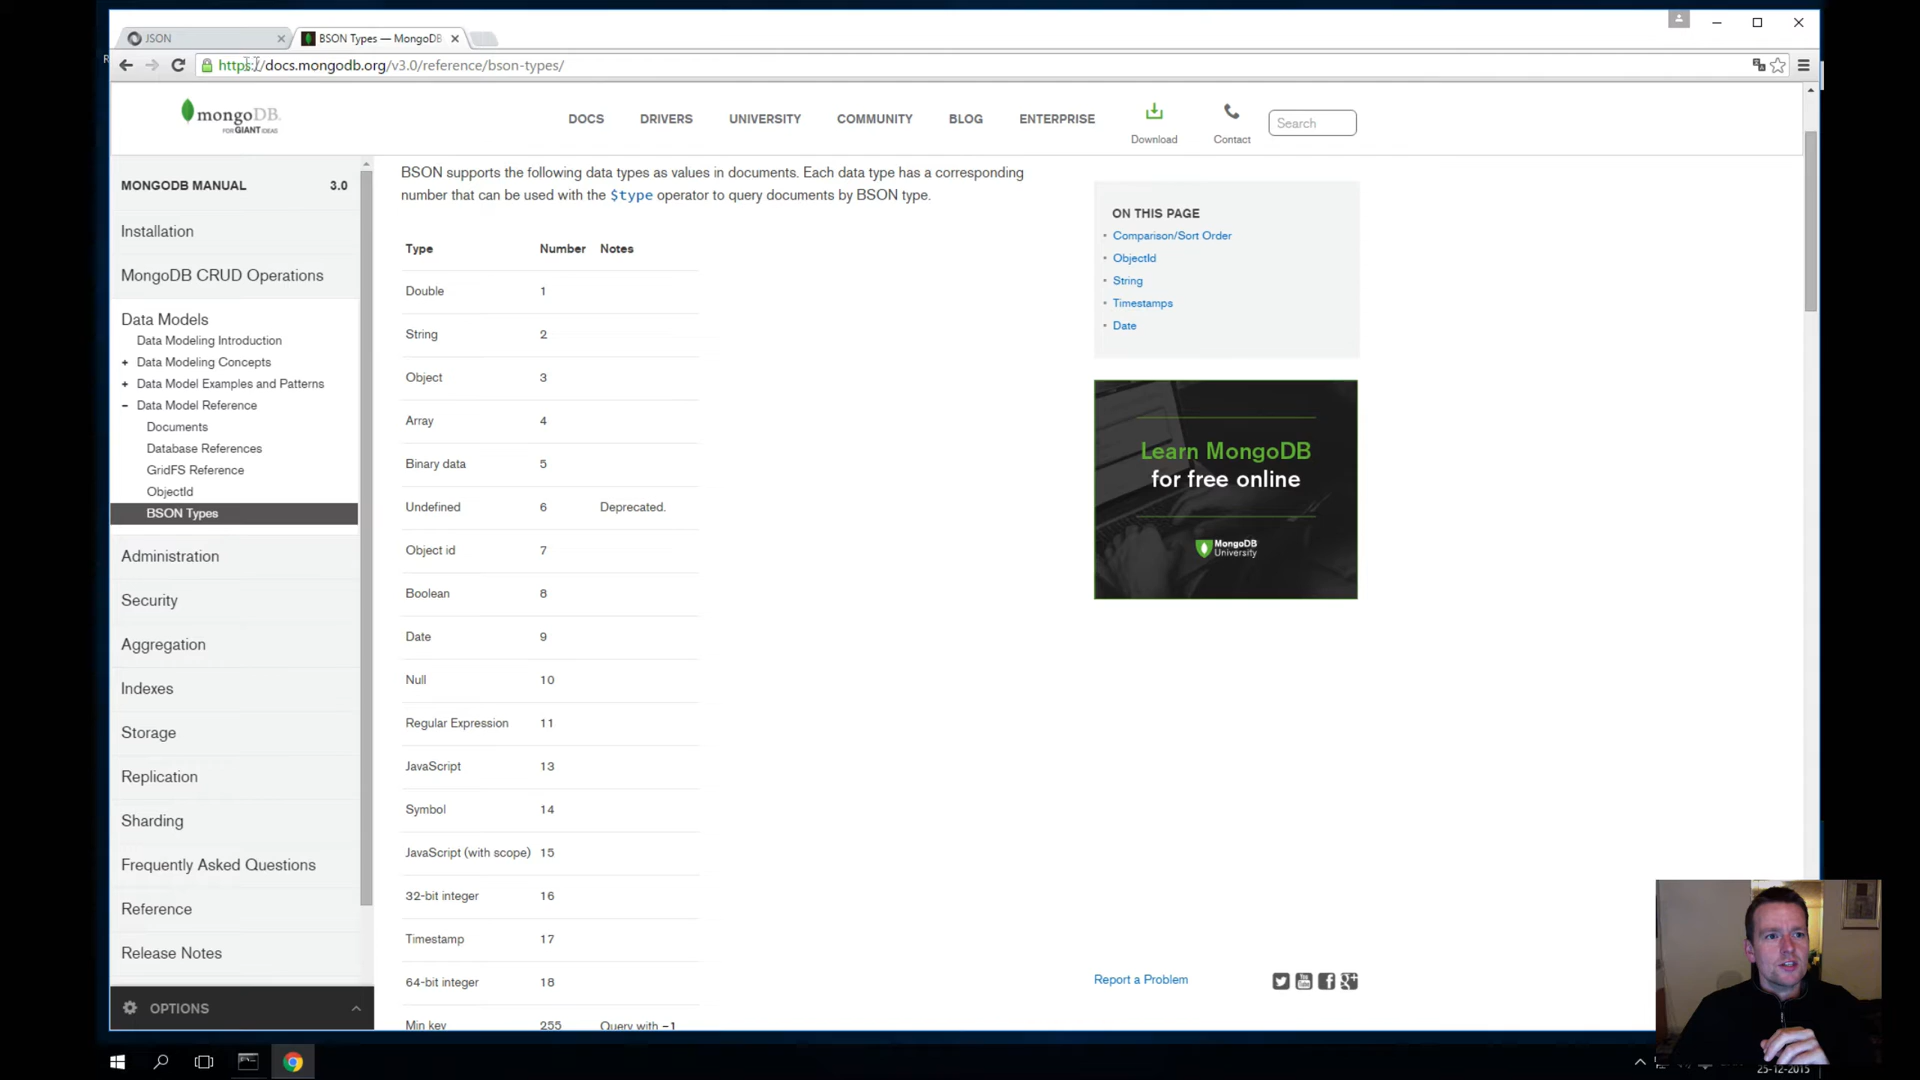 JSON
BSON Types — MongoDB
https://docs.mongodb.org/v3.0/reference/bson-types/
mongoDB
FOR GIANT IDEAS
DOCS
DRIVERS
UNIVERSITY
COMMUNITY
BLOG
ENTERPRISE
Download
Contact
Search
MONGODB MANUAL 3.0
Installation
MongoDB CRUD Operations
Data Models
Data Modeling Introduction
+ Data Modeling Concepts
+ Data Model Examples and Patterns
− Data Model Reference
Documents
Database References
GridFS Reference
ObjectId
BSON Types
Administration
Security
Aggregation
Indexes
Storage
Replication
Sharding
Frequently Asked Questions
Reference
Release Notes
OPTIONS
BSON supports the following data types as values in documents. Each data type has a corresponding
number that can be used with the $type operator to query documents by BSON type.
Type Number Notes
Double 1
String 2
Object 3
Array 4
Binary data 5
Undefined 6 Deprecated.
Object id 7
Boolean 8
Date 9
Null 10
Regular Expression 11
JavaScript 13
Symbol 14
JavaScript (with scope) 15
32-bit integer 16
Timestamp 17
64-bit integer 18
Min key 255 Query with -1
ON THIS PAGE
• Comparison/Sort Order
• ObjectId
• String
• Timestamps
• Date
Learn MongoDB
for free online
MongoDB
University
Report a Problem
25-12-2015